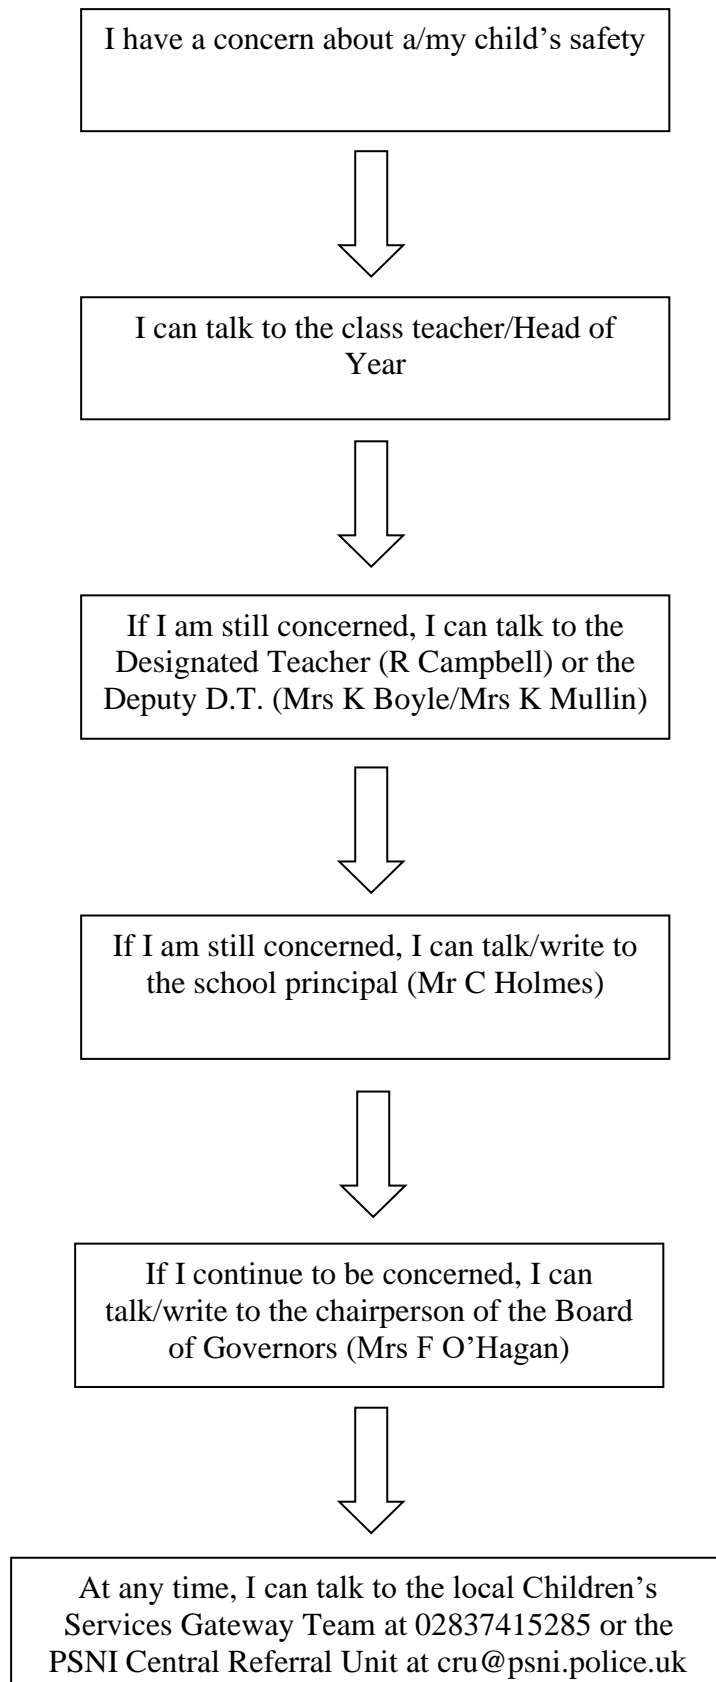 I have a concern about a/my child’s safety
I can talk to the class teacher/Head of
Year
If I am still concerned, I can talk to the
Designated Teacher (R Campbell) or the
Deputy D.T. (Mrs K Boyle/Mrs K Mullin)
If I am still concerned, I can talk/write to
the school principal (Mr C Holmes)
If I continue to be concerned, I can
talk/write to the chairperson of the Board
of Governors (Mrs F O’Hagan)
At any time, I can talk to the local Children’s
Services Gateway Team at 02837415285 or the
PSNI Central Referral Unit at cru@psni.police.uk